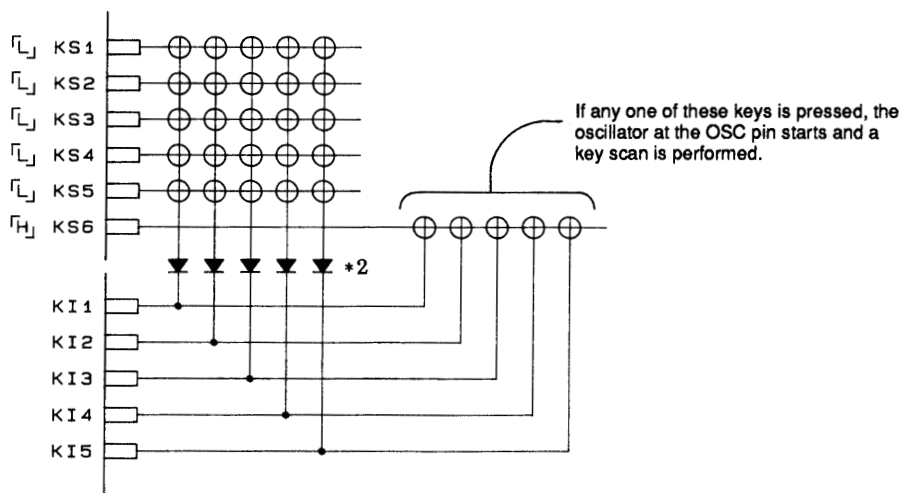 「L」 KS1
「L」 KS2
「L」 KS3
「L」 KS4
「L」 KS5
「H」 KS6
If any one of these keys is pressed, the
oscillator at the OSC pin starts and a
key scan is performed.
*2
KI1
KI2
KI3
KI4
KI5